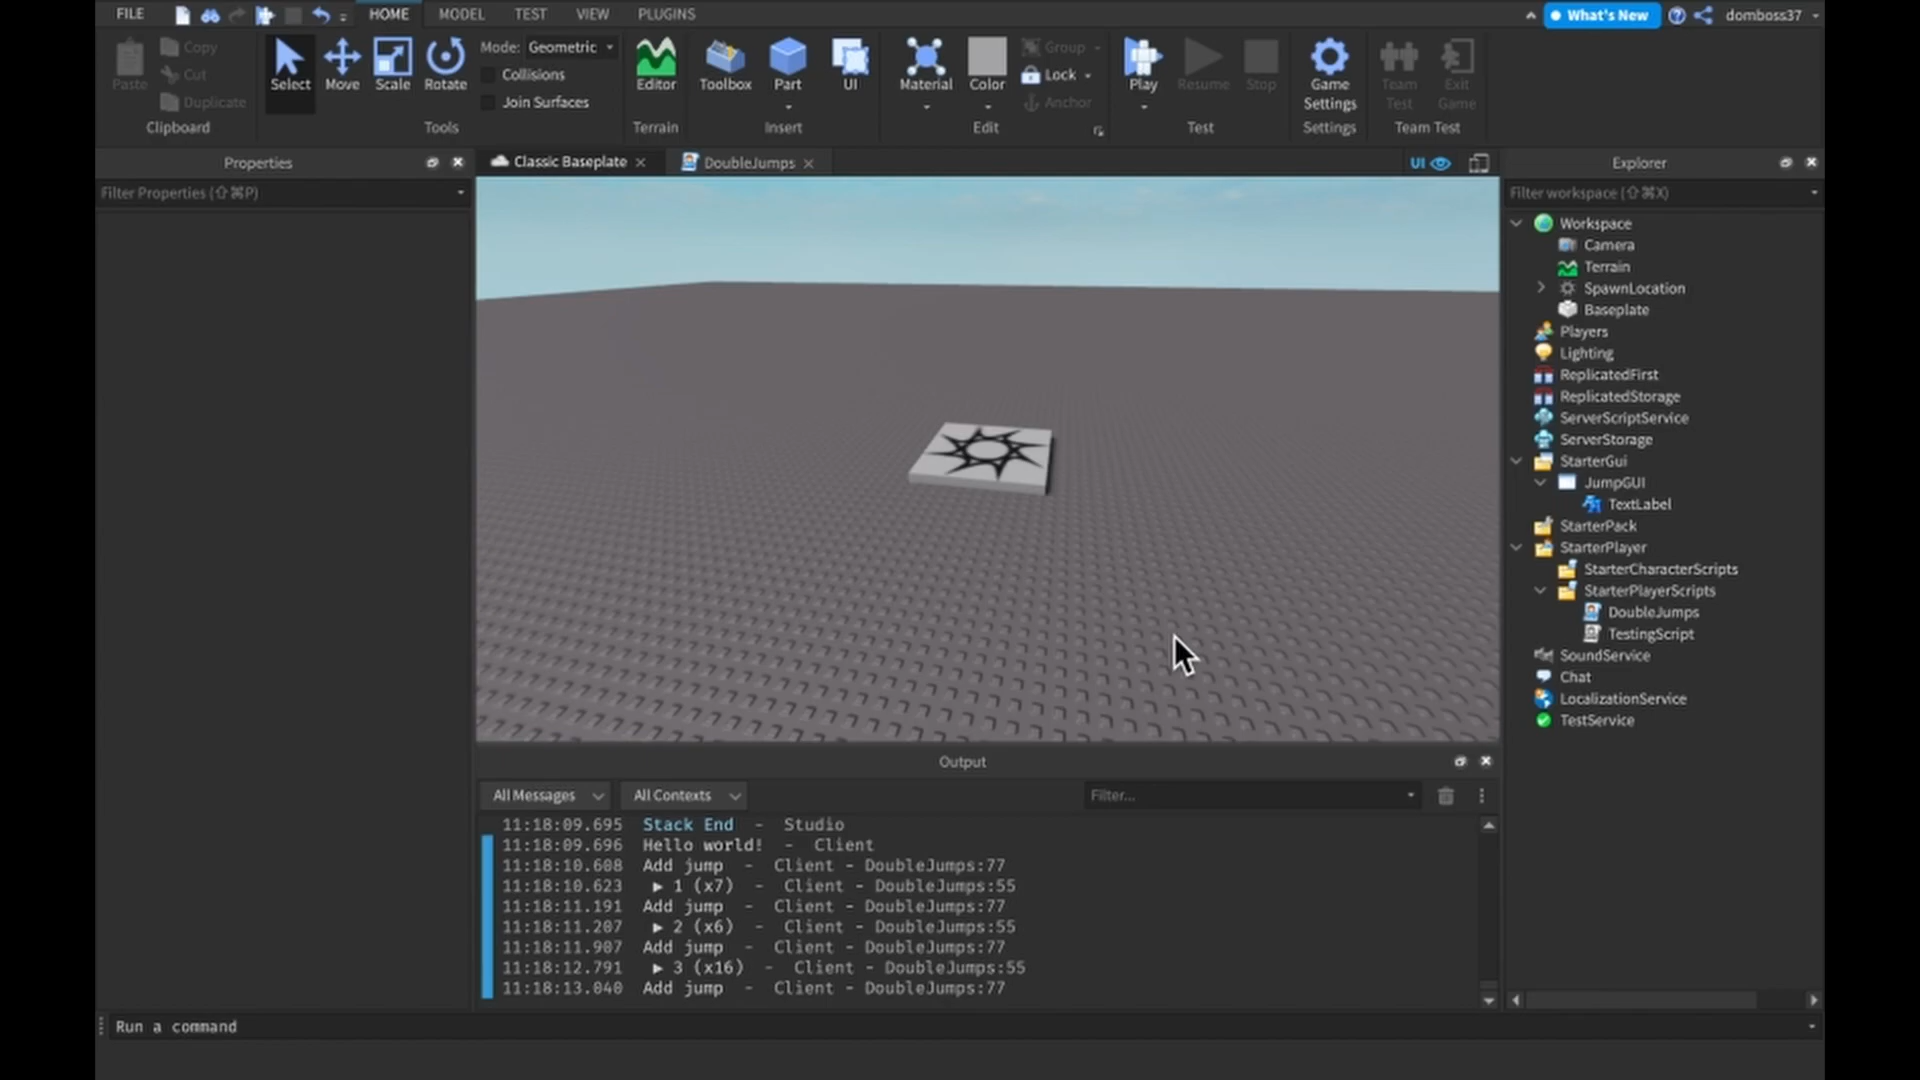 FILE HOME MODEL TEST VIEW PLUGINS What's New domboss37
Paste Copy Cut Duplicate Clipboard
Select Move Scale Rotate Mode: Geometric Collisions Join Surfaces Tools
Editor Terrain
Toolbox Part UI Insert
Material Color Group Lock Anchor Edit
Play Resume Stop Test
Game Settings Settings
Team Test Exit Game Team Test
Properties
Filter Properties (⇧⌘P)
Classic Baseplate DoubleJumps UI
Explorer
Filter workspace (⇧⌘X)
Workspace
Camera
Terrain
SpawnLocation
Baseplate
Players
Lighting
ReplicatedFirst
ReplicatedStorage
ServerScriptService
ServerStorage
StarterGui
JumpGUI
TextLabel
StarterPack
StarterPlayer
StarterCharacterScripts
StarterPlayerScripts
DoubleJumps
TestingScript
SoundService
Chat
LocalizationService
TestService
Output
All Messages All Contexts Filter...
11:18:09.695 Stack End - Studio
11:18:09.696 Hello world! - Client
11:18:10.608 Add jump - Client - DoubleJumps:77
11:18:10.623 ▶ 1 (x7) - Client - DoubleJumps:55
11:18:11.191 Add jump - Client - DoubleJumps:77
11:18:11.207 ▶ 2 (x6) - Client - DoubleJumps:55
11:18:11.907 Add jump - Client - DoubleJumps:77
11:18:12.791 ▶ 3 (x16) - Client - DoubleJumps:55
11:18:13.040 Add jump - Client - DoubleJumps:77
Run a command